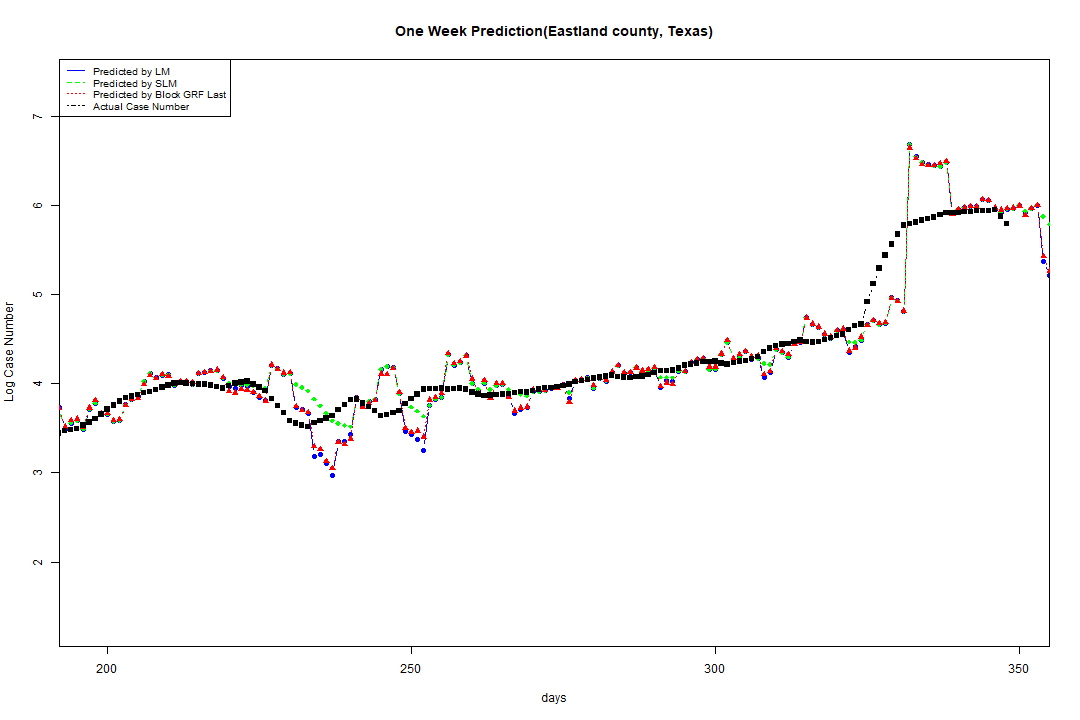 One Week Prediction(Eastland county, Texas)
Predicted by LM
Predicted by SLM
Predicted by Block GRF Last
Actual Case Number
7
6
5
4
3
2
Log Case Number
200 250 300 350
days